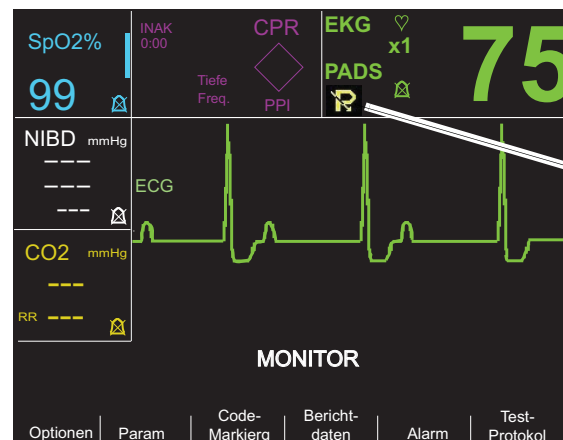 SpO2%
99
INAK
0:00
CPR
Tiefe
Freq.
PPI
EKG
x1
PADS
75
NIBD mmHg
---
---
---
ECG
CO2 mmHg
---
RR ---
MONITOR
Optionen
Param
Code-
Markierg
Bericht-
daten
Alarm
Test-
Protokol